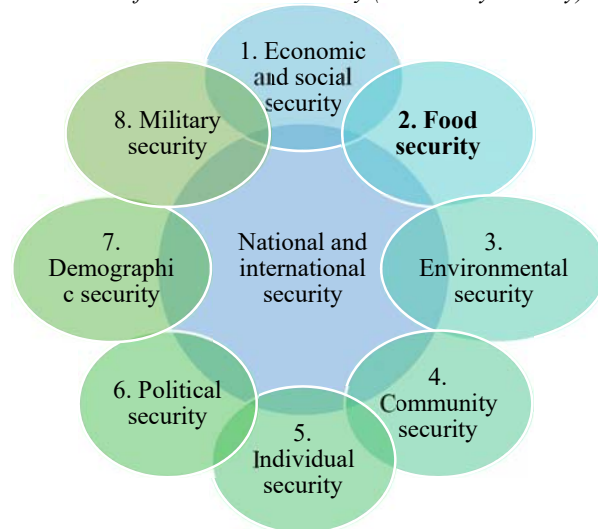 1. Economic
and social
security
2. Food
security
3.
Environmental
security
4.
Community
security
5.
Individual
security
6. Political
security
7.
Demographi
c security
8. Military
security
National and
international
security